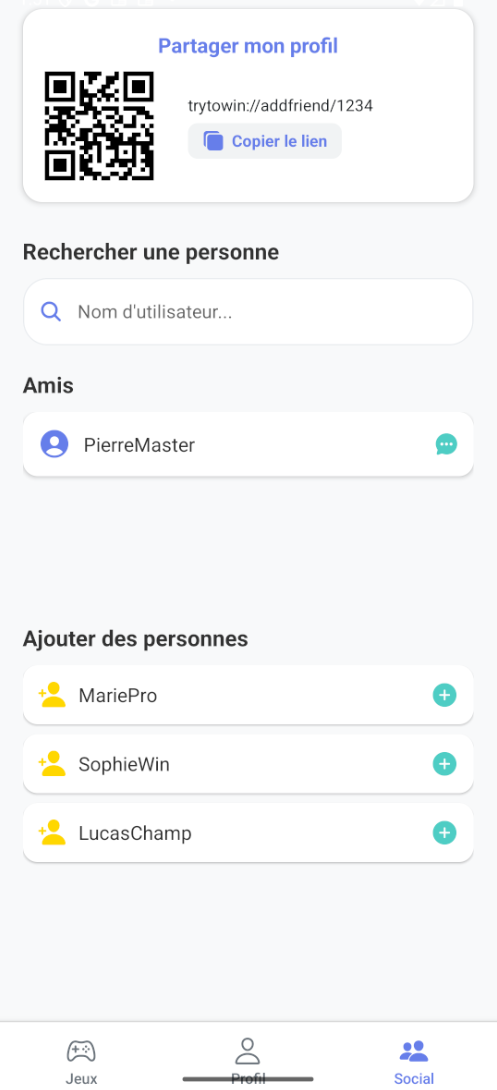 Partager mon profil
trytowin://addfriend/1234
Copier le lien
Rechercher une personne
Nom d'utilisateur...
Amis
PierreMaster
Ajouter des personnes
MariePro
SophieWin
LucasChamp
Jeux
Profil
Social